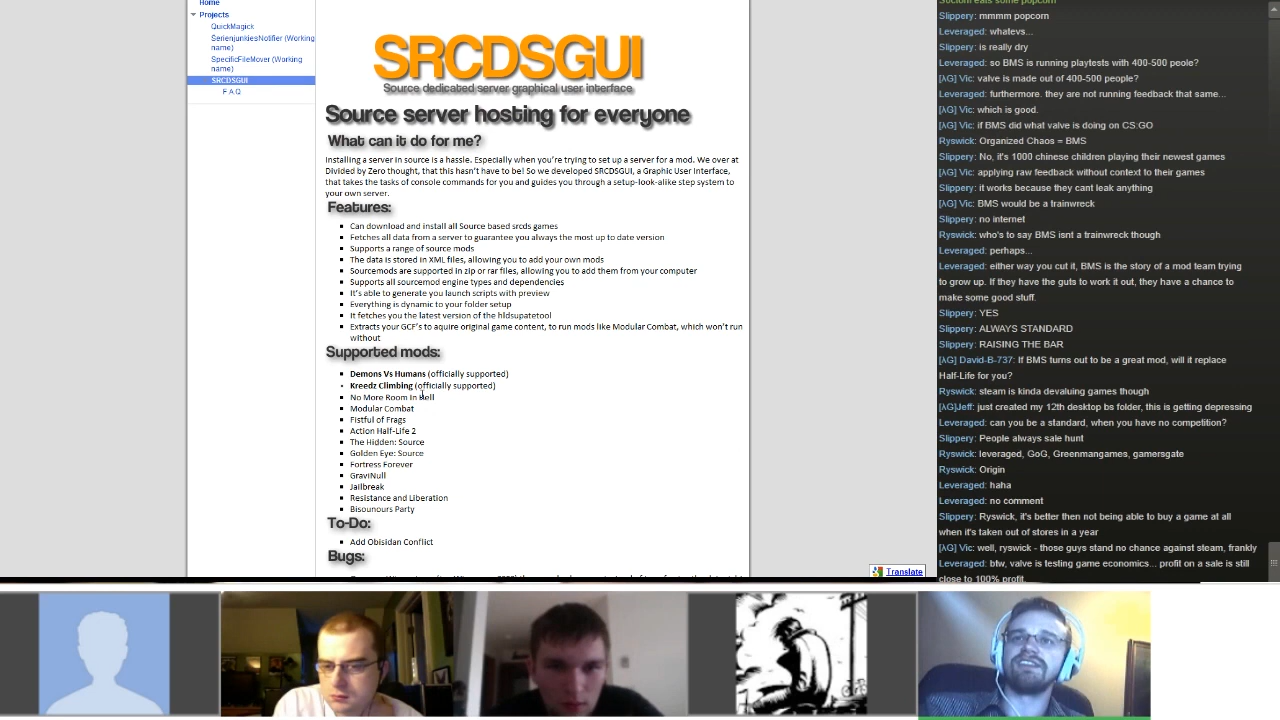 Home
Projects
QuickMagick
SerienjunkiesNotifier (Working
name)
SpecificFileMover (Working
name)
SRCDSGUI
F.A.Q
SRCDSGUI
Source dedicated server graphical user interface
Source server hosting for everyone
What can it do for me?
Installing a server in source is a hassle. Especially when you're trying to set up a server for a mod. We over at
Divided by Zero thought, that this hasn't have to be! So we developed SRCDSGUI, a Graphic User Interface,
that takes the tasks of console commands for you and guides you through a setup-look-alike step system to
your own server.
Features:
Can download and install all Source based srcds games
Fetches all data from a server to guarantee you always the most up to date version
Supports a range of source mods
The data is stored in XML files, allowing you to add your own mods
Sourcemods are supported in zip or rar files, allowing you to add them from your computer
Supports all sourcemod engine types and dependencies
It's able to generate you launch scripts with preview
Everything is dynamic to your folder setup
It fetches you the latest version of the hldsupatetool
Extracts your GCF's to aquire original game content, to run mods like Modular Combat, which won't run
without
Supported mods:
Demons Vs Humans (officially supported)
Kreedz Climbing (officially supported)
No More Room In Hell
Modular Combat
Fistful of Frags
Action Half-Life 2
The Hidden: Source
Golden Eye: Source
Fortress Forever
GraviNull
Jailbreak
Resistance and Liberation
Bisounours Party
To-Do:
Add Obisidan Conflict
Bugs:
Translate
Socioni eats some popcorn
Slippery: mmmm popcorn
Leveraged: whatevs...
Slippery: is really dry
Leveraged: so BMS is running playtests with 400-500 peole?
[λG] Vic: valve is made out of 400-500 people?
Leveraged: furthermore. they are not running feedback that same...
[λG] Vic: which is good.
[λG] Vic: if BMS did what valve is doing on CS:GO
Ryswick: Organized Chaos = BMS
Slippery: No, it's 1000 chinese children playing their newest games
[λG] Vic: applying raw feedback without context to their games
Slippery: it works because they cant leak anything
[λG] Vic: BMS would be a trainwreck
Slippery: no internet
Ryswick: who's to say BMS isnt a trainwreck though
Leveraged: perhaps...
Leveraged: either way you cut it, BMS is the story of a mod team trying
to grow up. If they have the guts to work it out, they have a chance to
make some good stuff.
Slippery: YES
Slippery: ALWAYS STANDARD
Slippery: RAISING THE BAR
[λG] David-B-737: If BMS turns out to be a great mod, will it replace
Half-Life for you?
Ryswick: steam is kinda devaluing games though
[λG]Jeff: just created my 12th desktop bs folder, this is getting depressing
Leveraged: can you be a standard, when you have no competition?
Slippery: People always sale hunt
Ryswick: leveraged, GoG, Greenmangames, gamersgate
Ryswick: Origin
Leveraged: haha
Leveraged: no comment
Slippery: Ryswick, it's better then not being able to buy a game at all
when it's taken out of stores in a year
[λG] Vic: well, ryswick - those guys stand no chance against steam, frankly
Leveraged: btw, valve is testing game economics... profit on a sale is still
close to 100% profit.